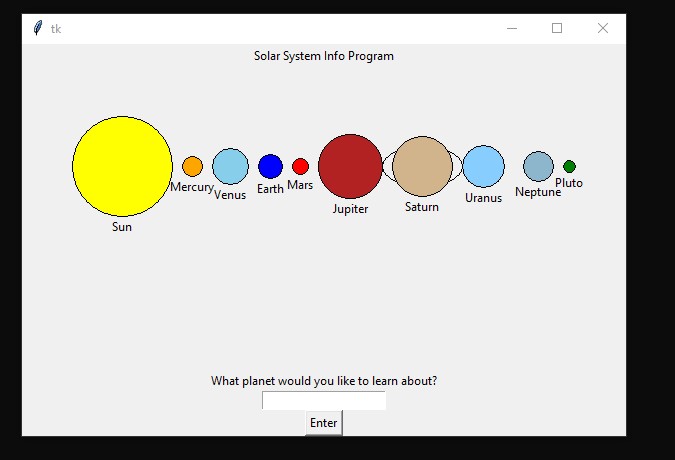 tk
Solar System Info Program
Sun
Mercury
Venus
Earth
Mars
Jupiter
Saturn
Uranus
Neptune
Pluto
What planet would you like to learn about?
Enter